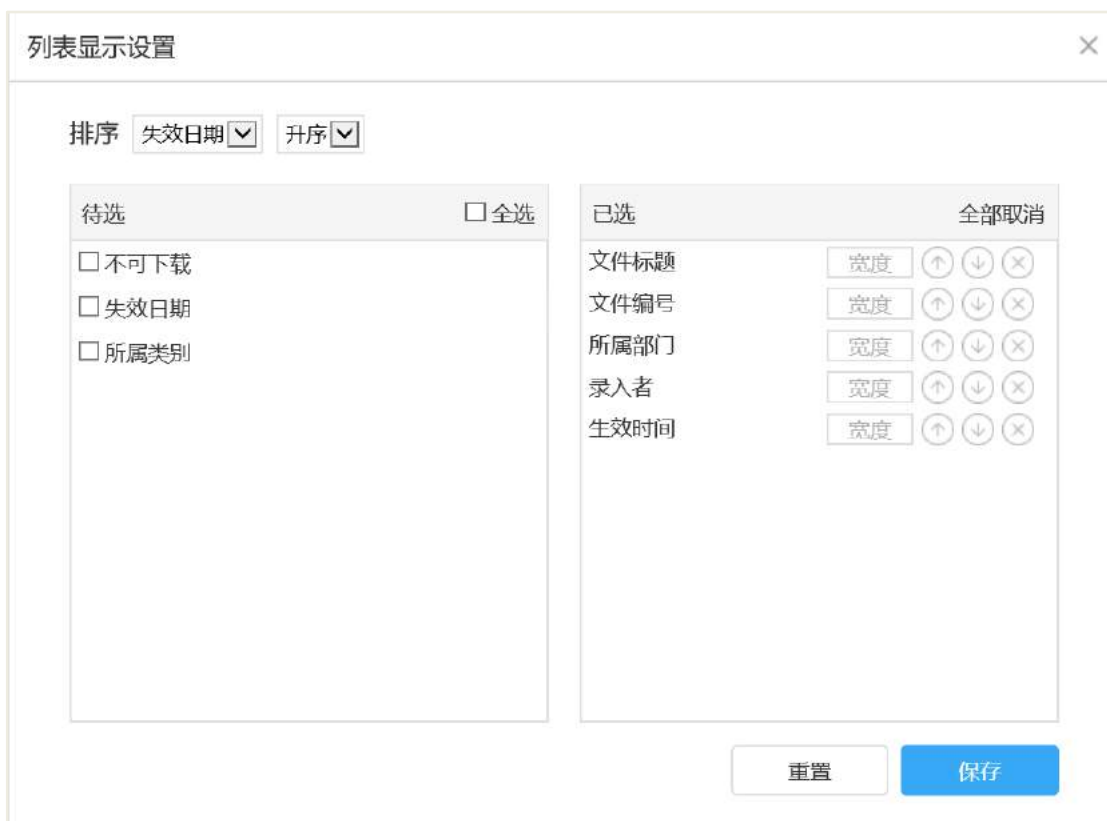 列表显示设置
排序 失效日期 升序
待选 全选
不可下载
失效日期
所属类别
已选 全部取消
文件标题 宽度
文件编号 宽度
所属部门 宽度
录入者 宽度
生效时间 宽度
重置 保存